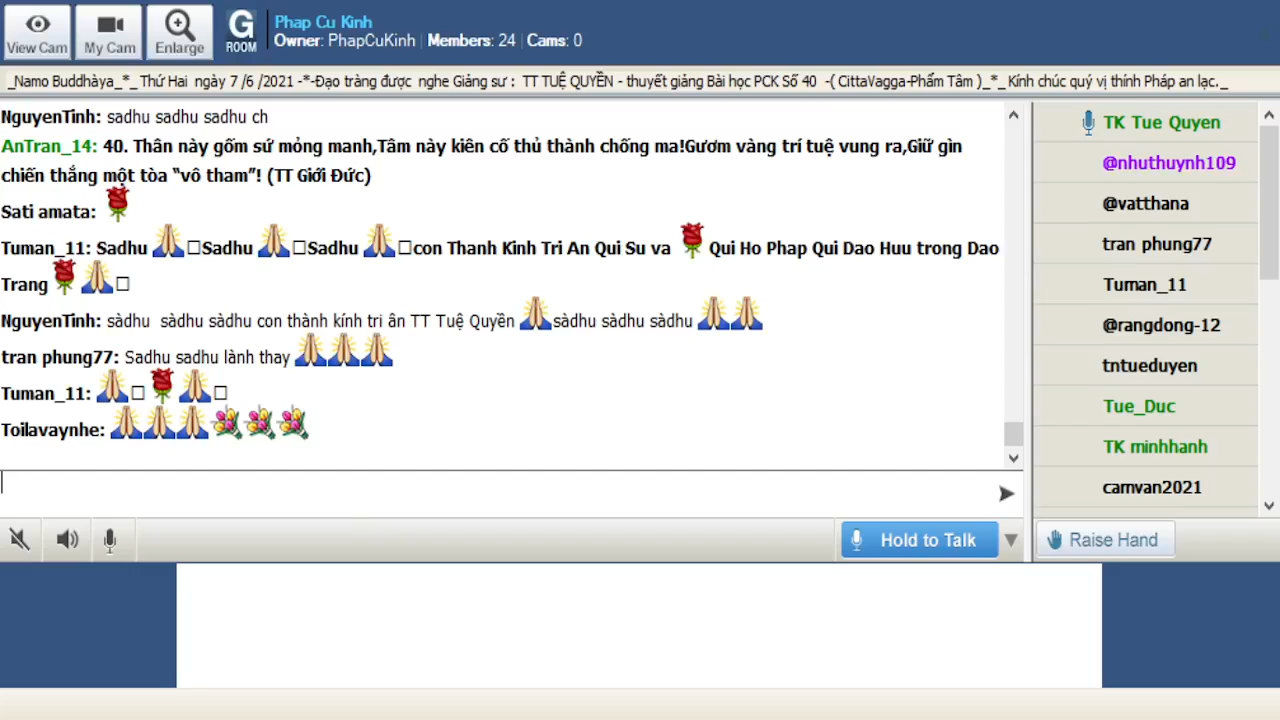 View Cam
My Cam
Enlarge
G
ROOM
Phap Cu Kinh
Owner: PhapCuKinh | Members: 24 | Cams: 0
_Namo Buddhàya_*_ Thứ Hai ngày 7 /6 /2021 -*-Đạo tràng được nghe Giảng sư : TT TUỆ QUYỀN - thuyết giảng Bài học PCK Số 40 -( CittaVagga-Phẩm Tâm )_*_ Kính chúc quý vị thính Pháp an lạc._
NguyenTinh: sadhu sadhu sadhu ch
AnTran_14: 40. Thân này gốm sứ mỏng manh,Tâm này kiên cố thủ thành chống ma!Gươm vàng trí tuệ vung ra,Giữ gìn
chiến thắng một tòa “vô tham”! (TT Giới Đức)
Sati amata: 🌹
Tuman_11: Sadhu 🙏□Sadhu 🙏□Sadhu 🙏□con Thanh Kinh Tri An Qui Su va 🌹 Qui Ho Phap Qui Dao Huu trong Dao
Trang 🌹🙏□
NguyenTinh: sàdhu sàdhu sàdhu con thành kính tri ân TT Tuệ Quyền 🙏sàdhu sàdhu sàdhu 🙏🙏
tran phung77: Sadhu sadhu lành thay 🙏🙏🙏
Tuman_11: 🙏□🌹🙏□
Toilavaynhe: 🙏🙏🙏💐💐💐
TK Tue Quyen
@nhuthuynh109
@vatthana
tran phung77
Tuman_11
@rangdong-12
tntueduyen
Tue_Duc
TK minhhanh
camvan2021
Hold to Talk
Raise Hand